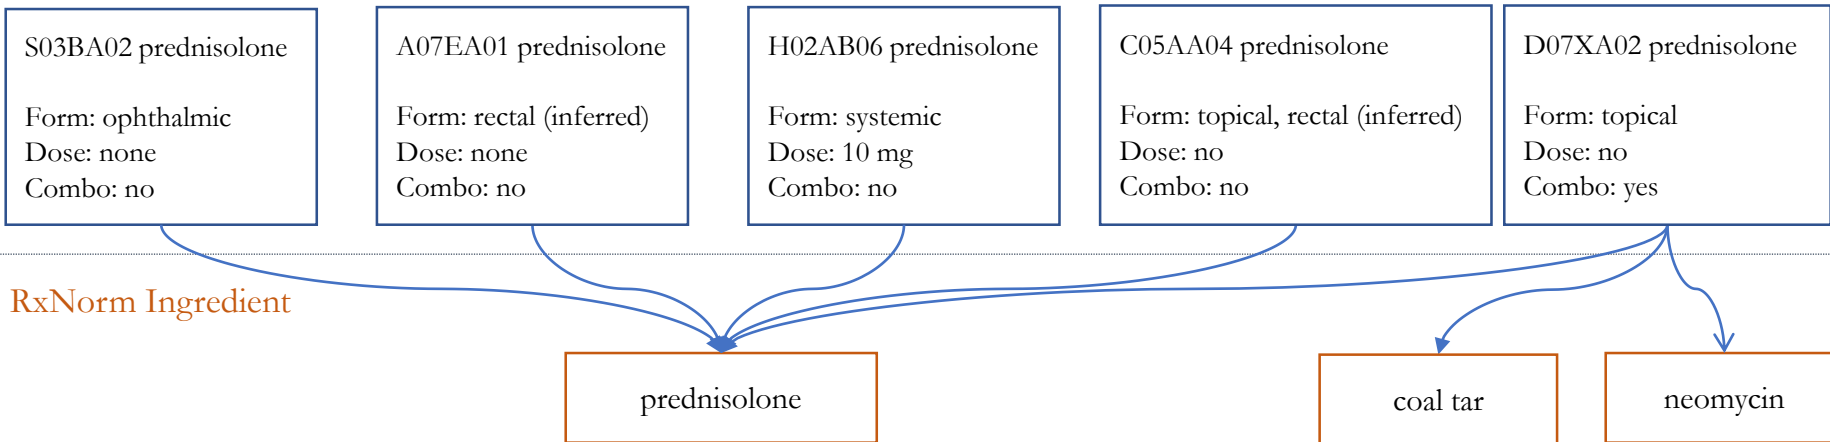 S03BA02 prednisolone
Form: ophthalmic
Dose: none
Combo: no
A07EA01 prednisolone
Form: rectal (inferred)
Dose: none
Combo: no
H02AB06 prednisolone
Form: systemic
Dose: 10 mg
Combo: no
C05AA04 prednisolone
Form: topical, rectal (inferred)
Dose: no
Combo: no
D07XA02 prednisolone
Form: topical
Dose: no
Combo: yes
RxNorm Ingredient
prednisolone
coal tar
neomycin